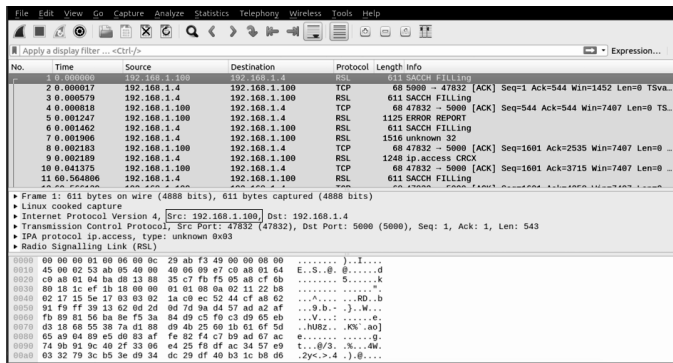 File Edit View Go Capture Analyze Statistics Telephony Wireless Tools Help
Apply a display filter ... <Ctrl-/> Expression...
No. Time Source Destination Protocol Length Info
1 0.000000 192.168.1.100 192.168.1.4 RSL 611 SACCH FILLing
2 0.000017 192.168.1.4 192.168.1.100 TCP 68 5000 → 47832 [ACK] Seq=1 Ack=544 Win=1452 Len=0 TSva…
3 0.000579 192.168.1.4 192.168.1.100 RSL 611 SACCH FILLing
4 0.000818 192.168.1.100 192.168.1.4 TCP 68 47832 → 5000 [ACK] Seq=544 Ack=544 Win=7407 Len=0 TS…
5 0.001247 192.168.1.4 192.168.1.100 RSL 1125 ERROR REPORT
6 0.001462 192.168.1.100 192.168.1.4 RSL 611 SACCH FILLing
7 0.001906 192.168.1.4 192.168.1.100 RSL 1516 unknown 32
8 0.002183 192.168.1.100 192.168.1.4 TCP 68 47832 → 5000 [ACK] Seq=1601 Ack=2535 Win=7407 Len=0 …
9 0.002189 192.168.1.4 192.168.1.100 RSL 1248 ip.access CRCX
10 0.041375 192.168.1.100 192.168.1.4 TCP 68 47832 → 5000 [ACK] Seq=1601 Ack=3715 Win=7407 Len=0 …
11 60.564806 192.168.1.4 192.168.1.100 RSL 611 SACCH FILLing
Frame 1: 611 bytes on wire (4888 bits), 611 bytes captured (4888 bits)
Linux cooked capture
Internet Protocol Version 4, Src: 192.168.1.100, Dst: 192.168.1.4
Transmission Control Protocol, Src Port: 47832 (47832), Dst Port: 5000 (5000), Seq: 1, Ack: 1, Len: 543
IPA protocol ip.access, type: unknown 0x03
Radio Signalling Link (RSL)
0000 00 00 00 01 00 06 00 0c 29 ab f3 49 00 00 08 00 ........ )..I....
0010 45 00 02 53 ab 05 40 00 40 06 09 e7 c0 a8 01 64 E..S..@. @......d
0020 c0 a8 01 04 ba d8 13 88 35 c7 fb f5 05 a8 cf 6b ........ 5......k
0030 80 18 1c ef 1b 18 00 00 01 01 08 0a 02 11 22 b8 ........ ......".
0040 02 17 15 5e 17 03 03 02 1a c0 ec 52 44 cf a8 62 ...^.... ...RD..b
0050 91 f9 ff 39 13 62 0d 2d 0d 7d 9a d4 57 ad a2 af ...9.b.- .}..W...
0060 fb 89 81 56 ba 8e f5 3a 84 d9 c5 f0 c3 d9 65 eb ...V...: ......e.
0070 d3 18 68 55 38 7a d1 88 d9 4b 25 60 1b 61 6f 5d ..hU8z.. .K%`.ao]
0080 65 a9 04 89 e5 d0 83 af fe 82 f4 c7 b9 ad 67 ac e....... ......g.
0090 74 9b 91 9c 40 2f 33 06 e4 25 f8 df ac 34 57 e9 t...@/3. .%...4W.
00a0 03 32 79 3c b5 3e d9 34 dc 29 df 40 b3 1c b8 d6 .2y<.>.4 .).@....